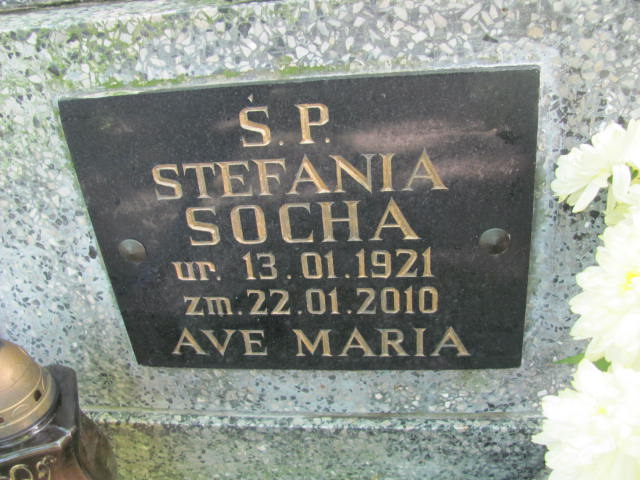 Ś.P.
STEFANIA
SOCHA
ur. 13.01.1921
zm. 22.01.2010
AVE MARIA